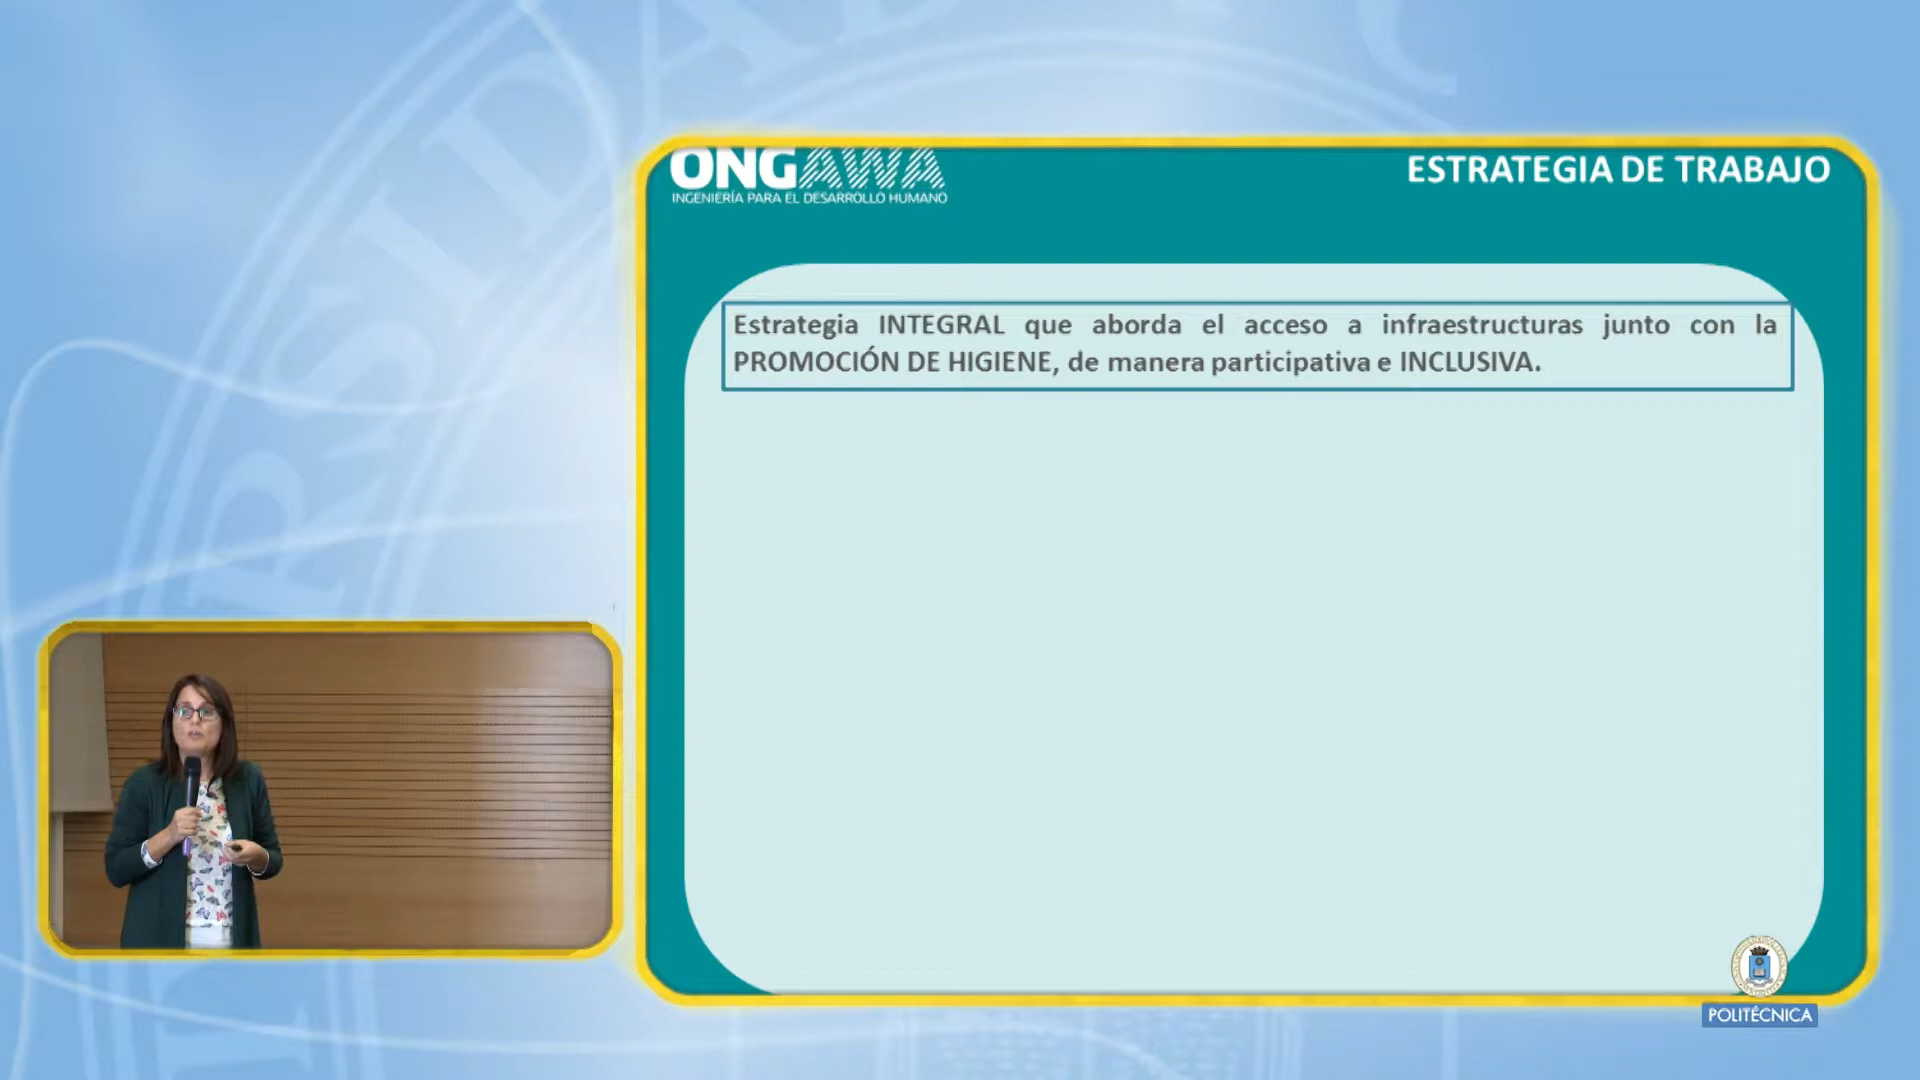 ONGAWA
INGENIERÍA PARA EL DESARROLLO HUMANO
ESTRATEGIA DE TRABAJO
Estrategia INTEGRAL que aborda el acceso a infraestructuras junto con la
PROMOCIÓN DE HIGIENE, de manera participativa e INCLUSIVA.
POLITÉCNICA